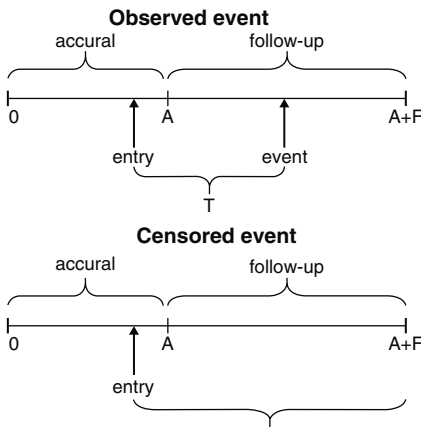 Observed event
accural follow-up
0 A A+F
entry event
T
Censored event
accural follow-up
0 A A+F
entry